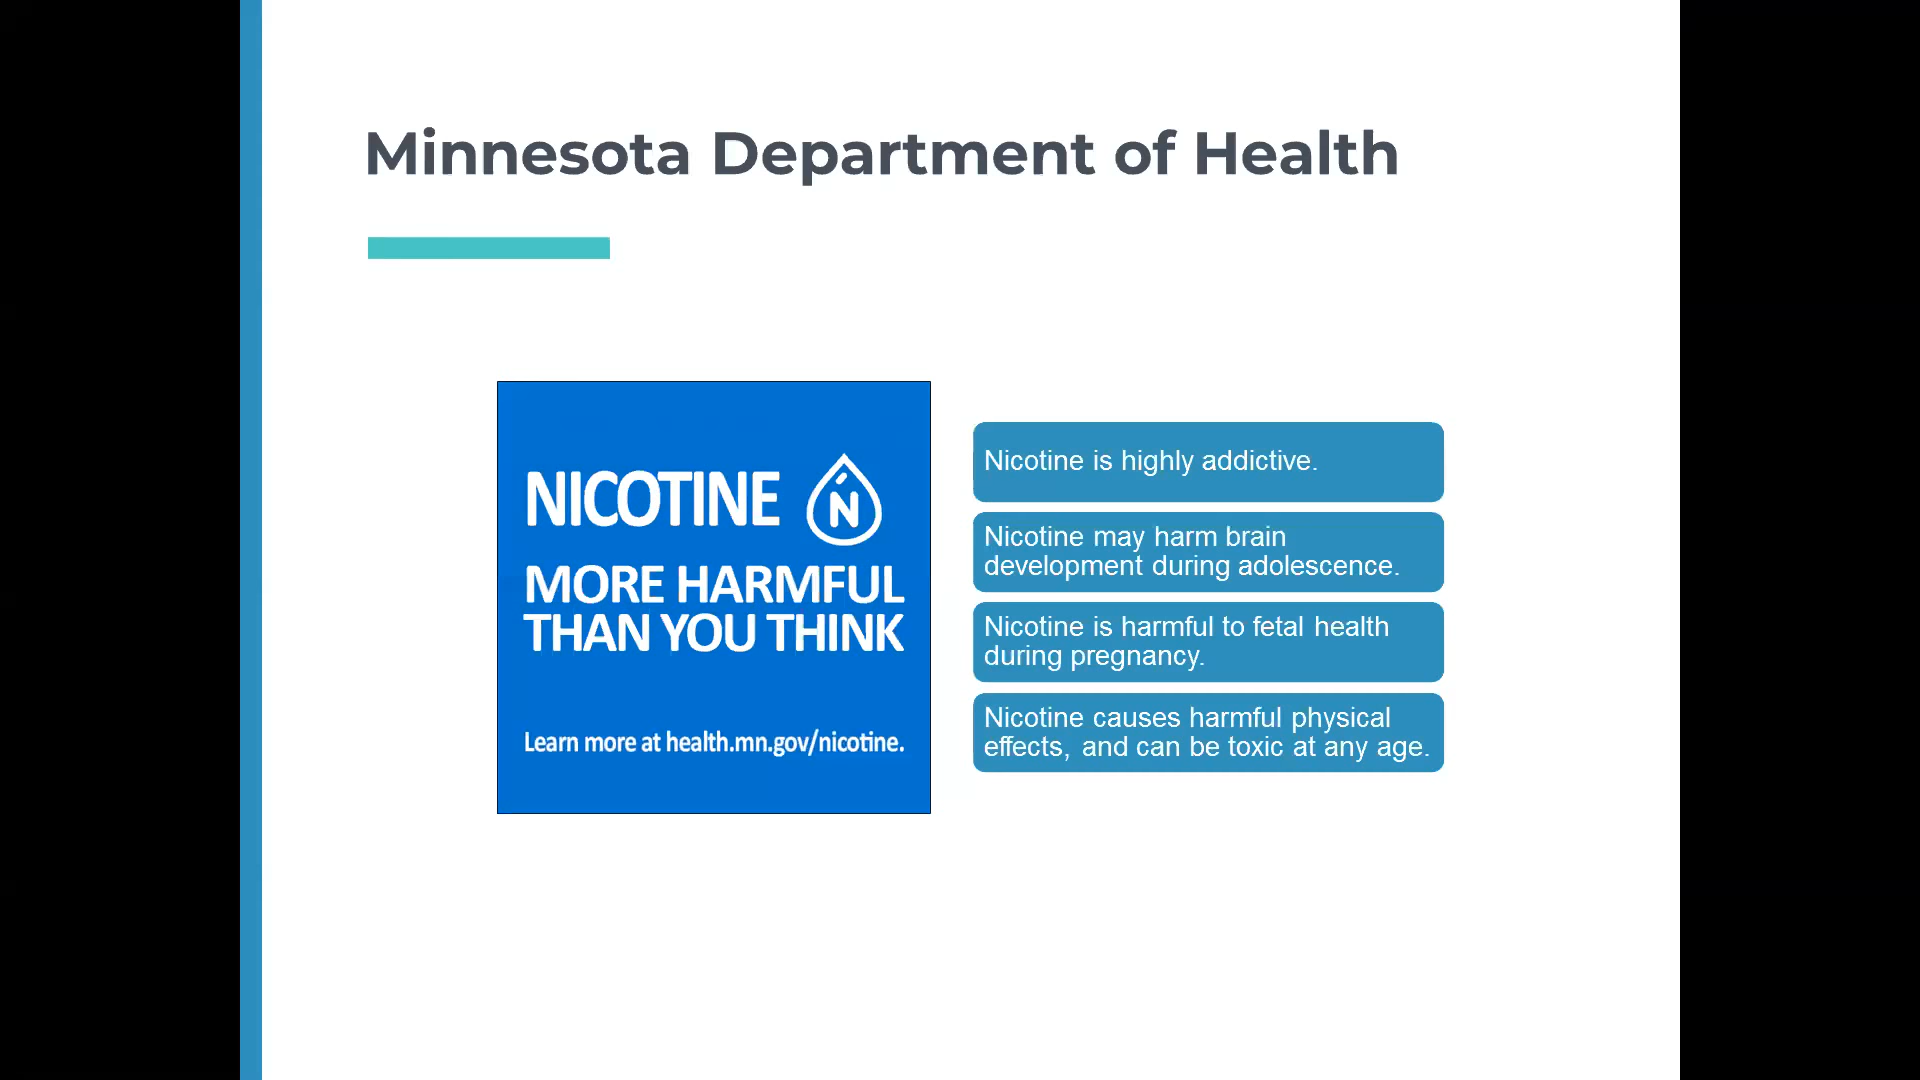 Minnesota Department of Health
NICOTINE N
MORE HARMFUL
THAN YOU THINK
Learn more at health.mn.gov/nicotine.
Nicotine is highly addictive.
Nicotine may harm brain
development during adolescence.
Nicotine is harmful to fetal health
during pregnancy.
Nicotine causes harmful physical
effects, and can be toxic at any age.